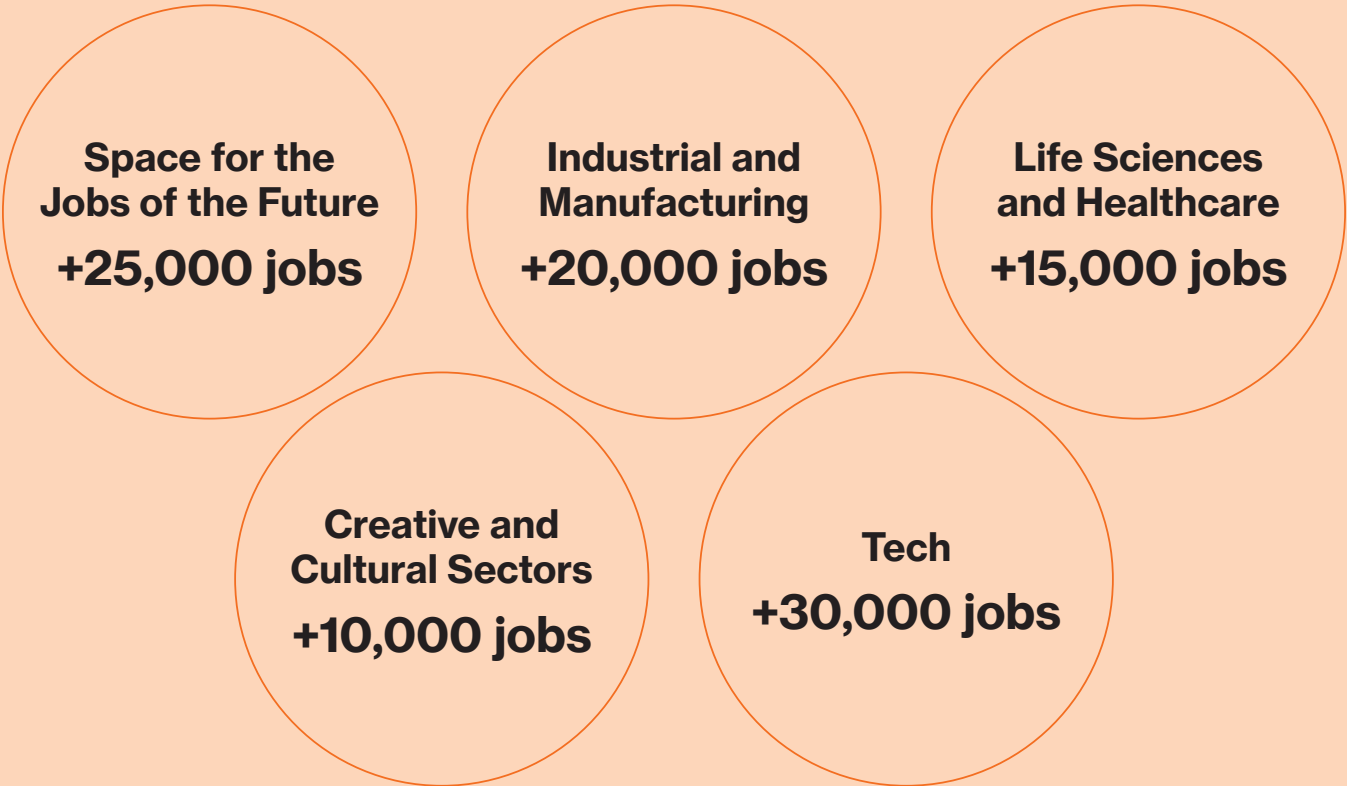 Space for the
Jobs of the Future
+25,000 jobs
Industrial and
Manufacturing
+20,000 jobs
Life Sciences
and Healthcare
+15,000 jobs
Creative and
Cultural Sectors
+10,000 jobs
Tech
+30,000 jobs